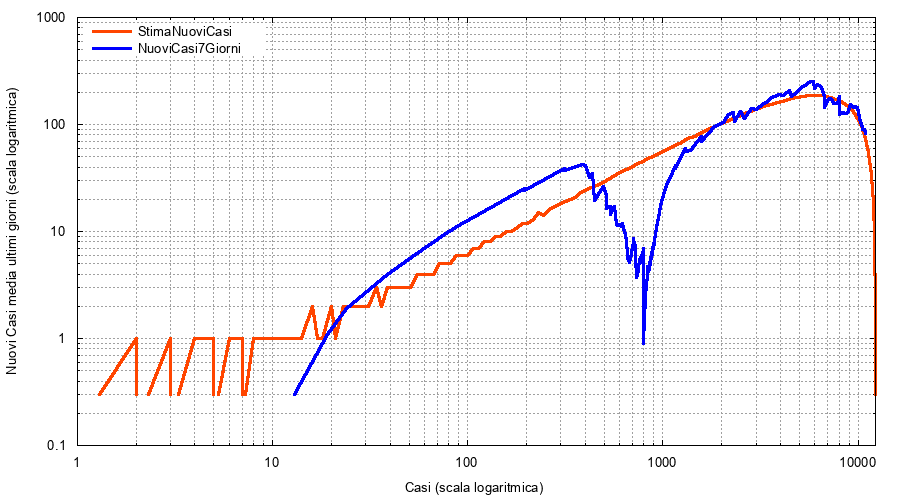 1000
100
10
1
0.1
StimaNuoviCasi
NuoviCasi7Giorni
Nuovi Casi media ultimi giorni (scala logaritmica)
1 10 100 1000 10000
Casi (scala logaritmica)